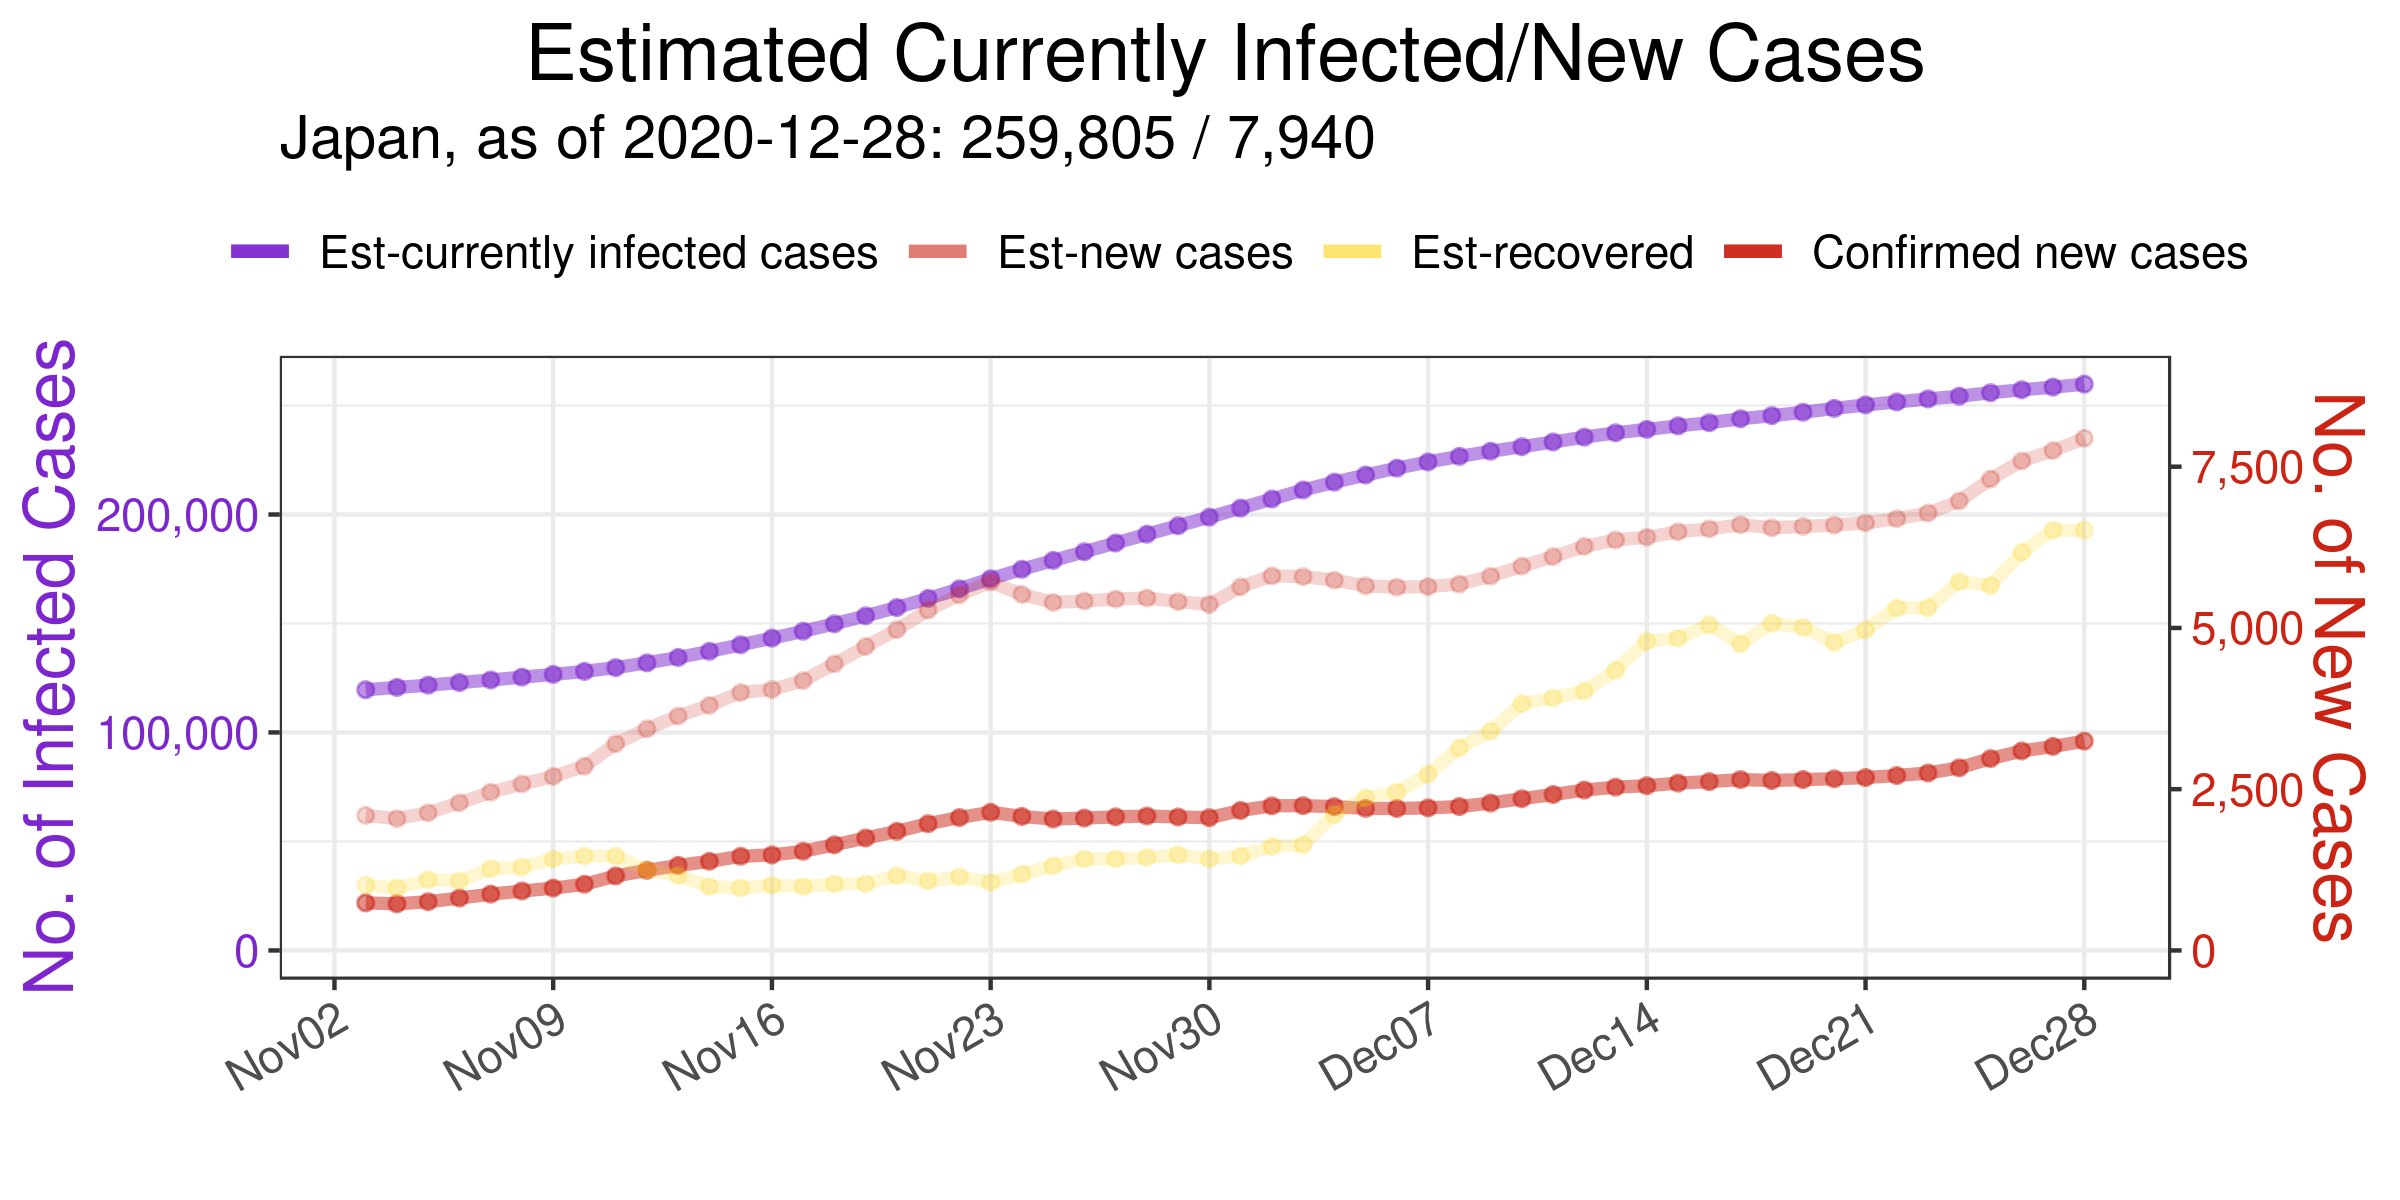 Estimated Currently Infected/New Cases
Japan, as of 2020-12-28: 259,805 / 7,940
Est-currently infected cases Est-new cases Est-recovered Confirmed new cases
No. of Infected Cases
200,000
100,000
0
No. of New Cases
7,500
5,000
2,500
0
Nov02 Nov09 Nov16 Nov23 Nov30 Dec07 Dec14 Dec21 Dec28